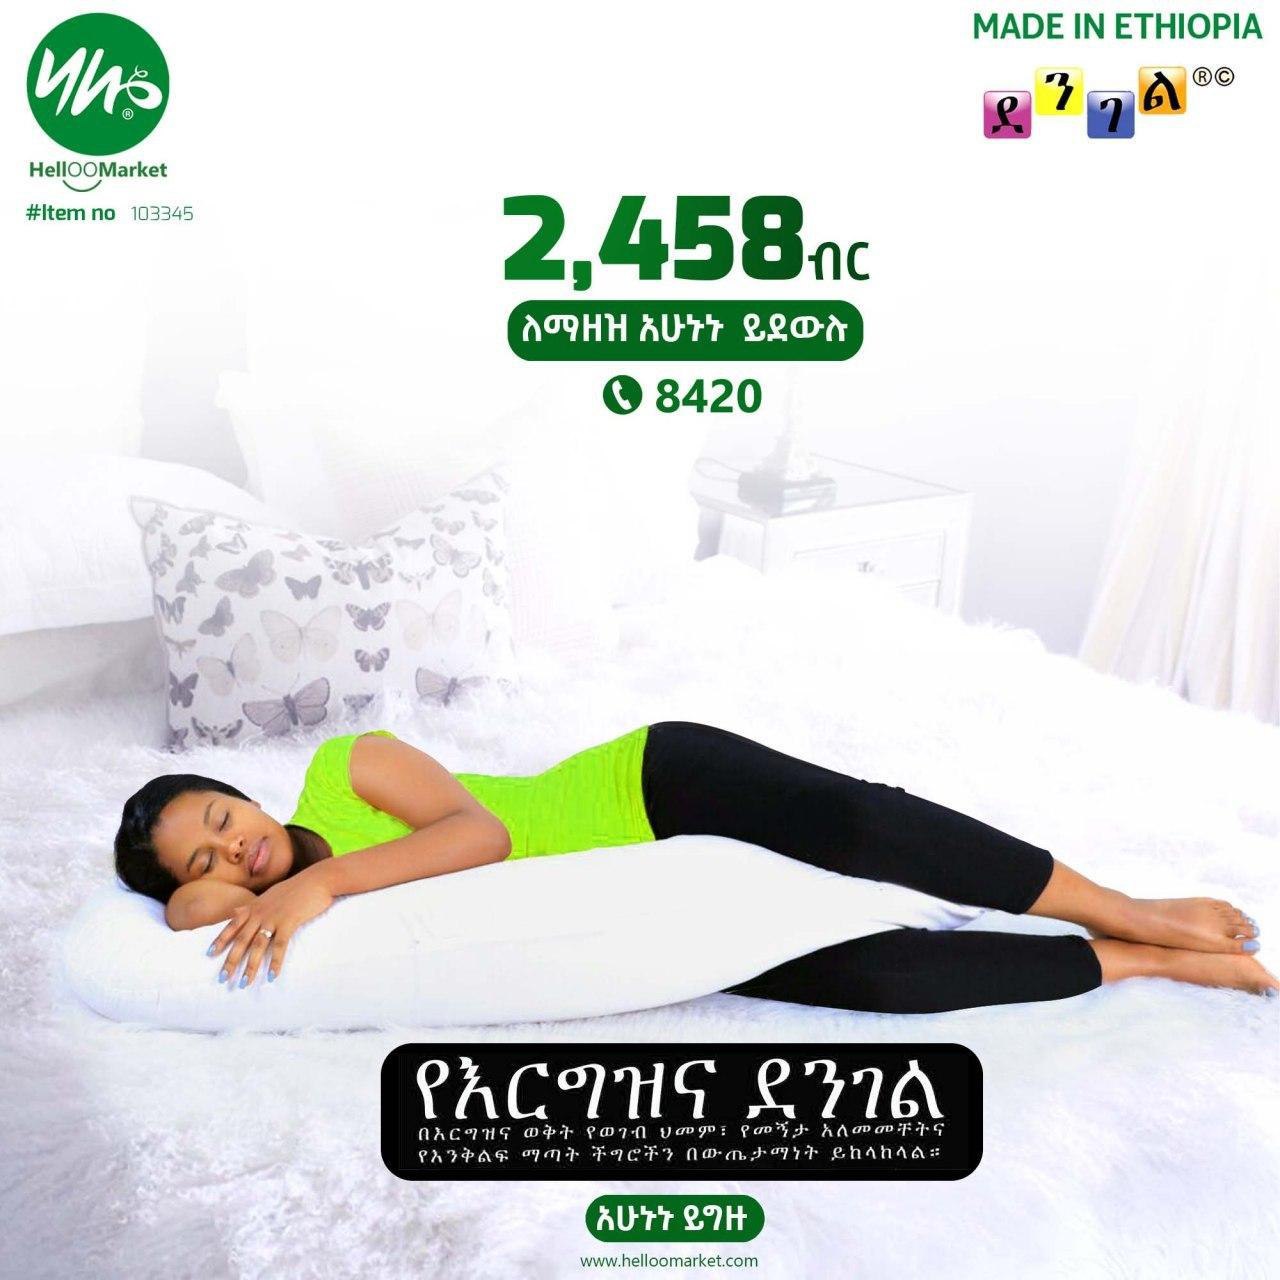 ሃሎ®
HellOOMarket
#Item no 103345
MADE IN ETHIOPIA
ደንገል®©
2,458ብር
ለማዘዝ አሁኑኑ ይደውሉ
8420
የእርግዝና ደንገል
በእርግዝና ወቅት የወገብ ህመም፣ የመኝታ አለመመቸትና
የእንቅልፍ ማጣት ችግሮችን በውጤታማነት ይከላከላል።
አሁኑኑ ይግዙ
www.helloomarket.com